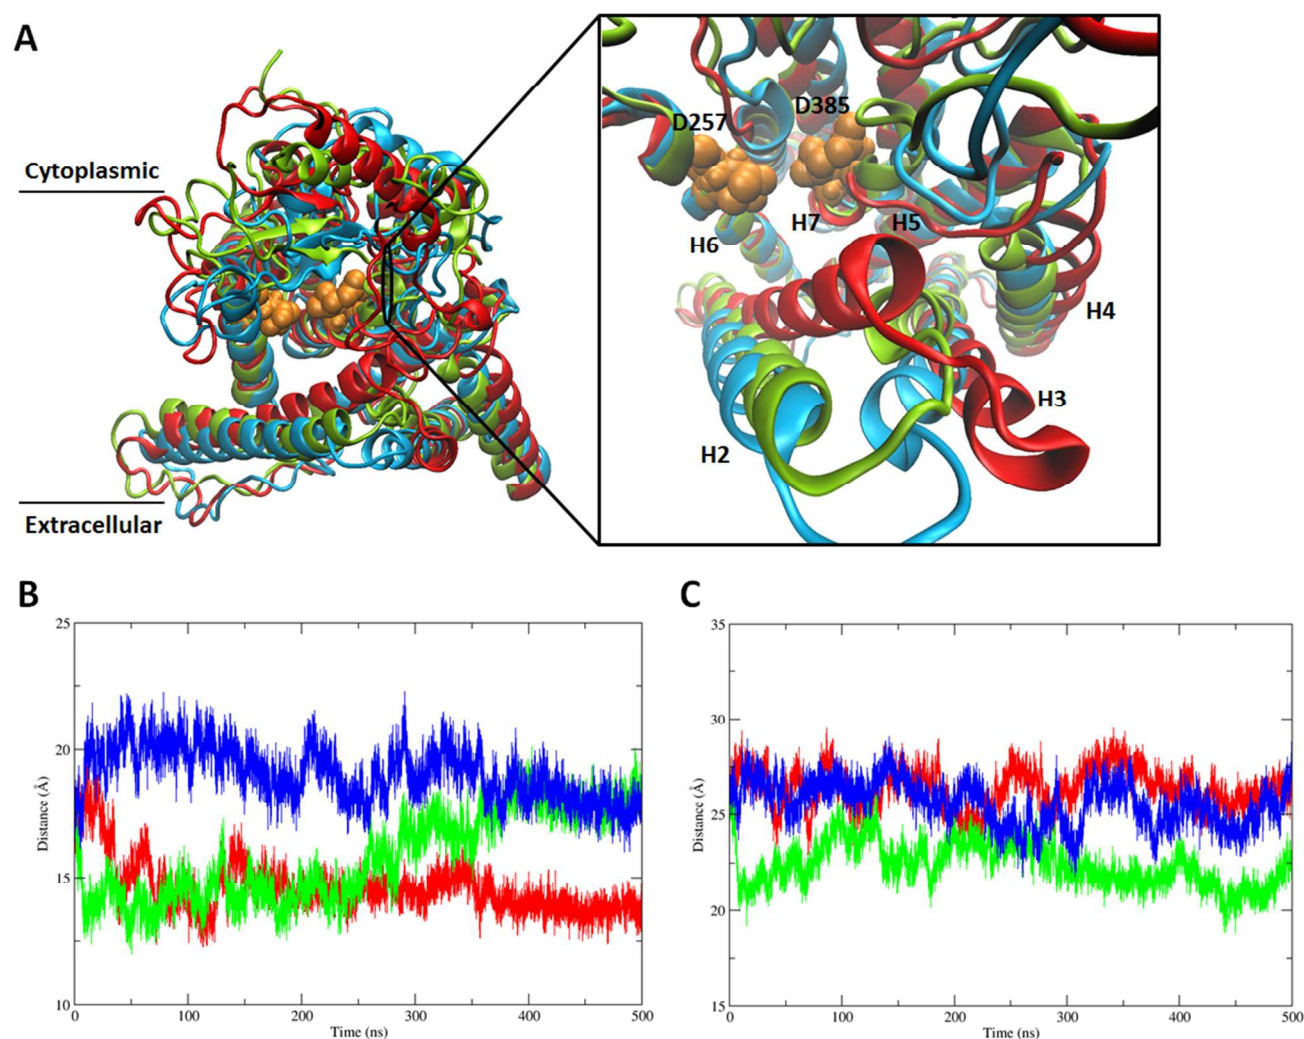 A
Cytoplasmic
Extracellular
D257
D385
H6
H7
H5
H4
H3
H2
B
25
20
15
10
Distance (Å)
0 100 200 300 400 500
Time (ns)
C
35
30
25
20
15
Distance (Å)
0 100 200 300 400 500
Time (ns)